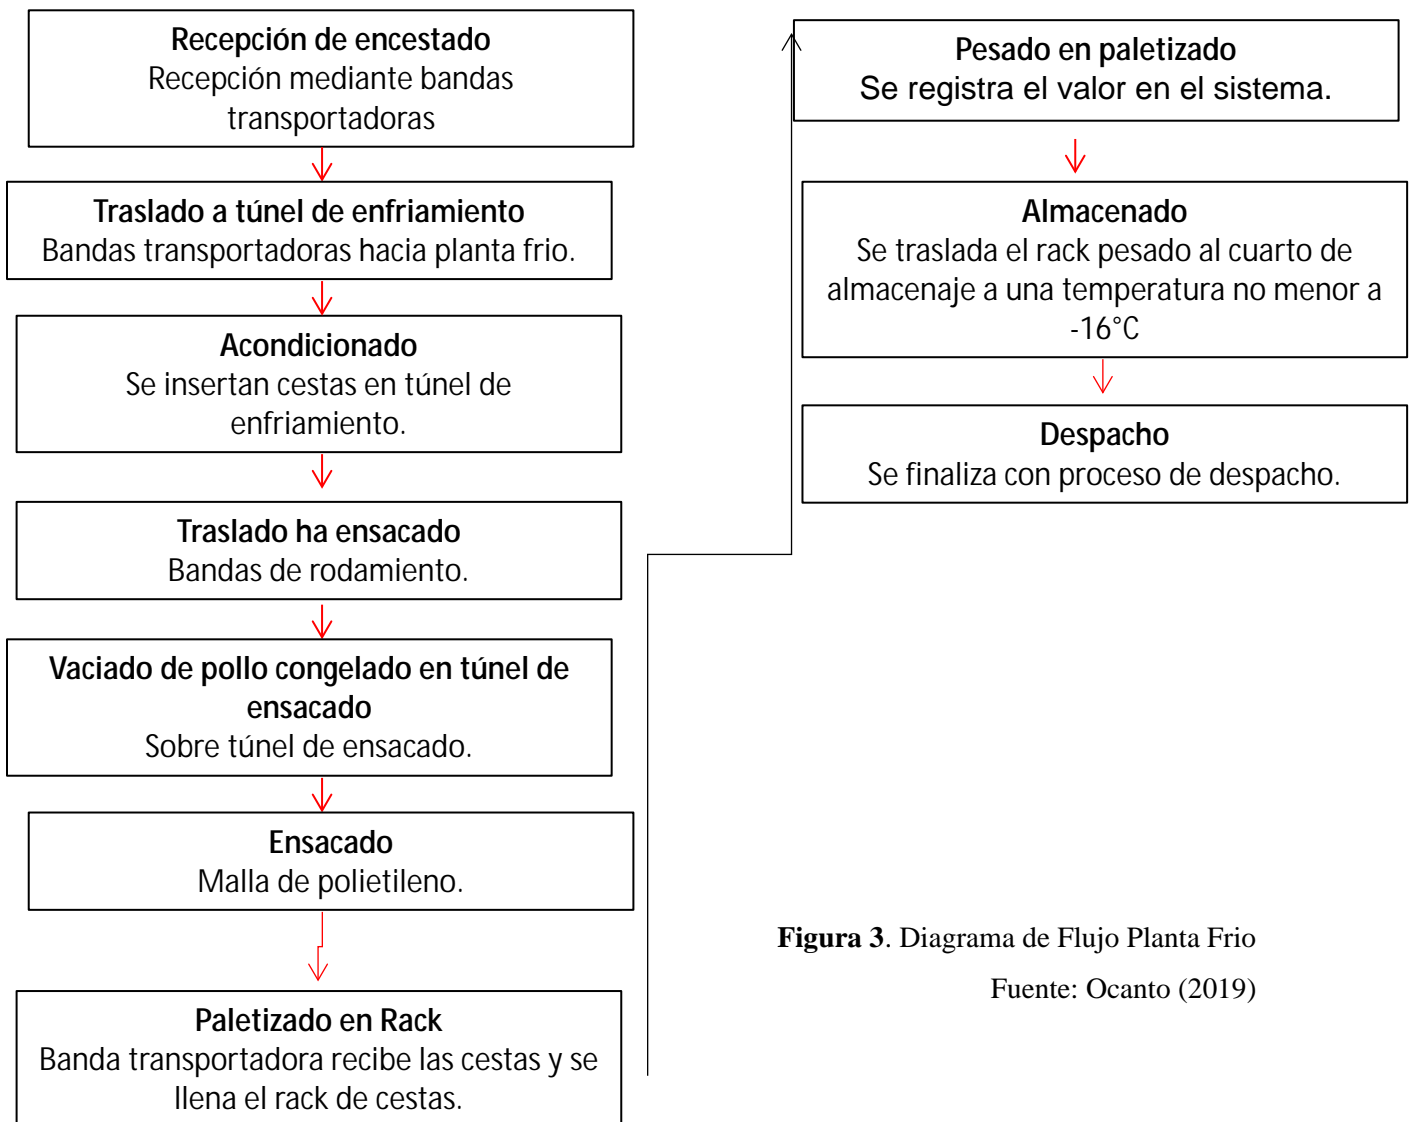 Recepción de encestado
Recepción mediante bandas
transportadoras
Traslado a túnel de enfriamiento
Bandas transportadoras hacia planta frio.
Acondicionado
Se insertan cestas en túnel de
enfriamiento.
Traslado ha ensacado
Bandas de rodamiento.
Vaciado de pollo congelado en túnel de
ensacado
Sobre túnel de ensacado.
Ensacado
Malla de polietileno.
Paletizado en Rack
Banda transportadora recibe las cestas y se
llena el rack de cestas.
Pesado en paletizado
Se registra el valor en el sistema.
Almacenado
Se traslada el rack pesado al cuarto de
almacenaje a una temperatura no menor a
-16°C
Despacho
Se finaliza con proceso de despacho.
Figura 3. Diagrama de Flujo Planta Frio
Fuente: Ocanto (2019)